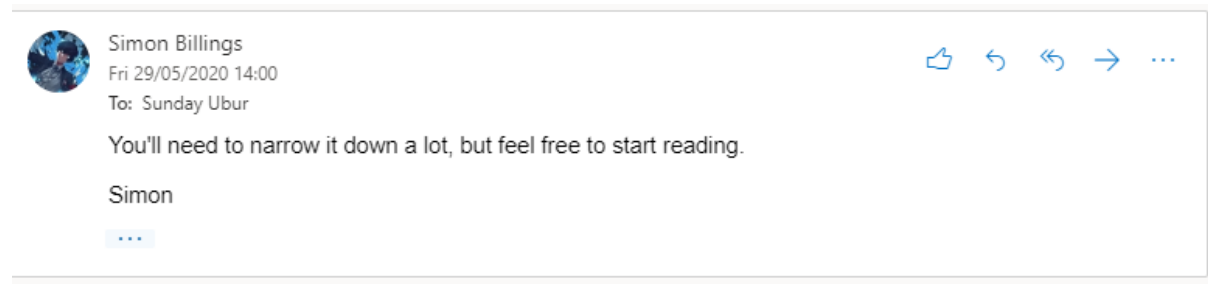 Simon Billings
Fri 29/05/2020 14:00
To: Sunday Ubur
You'll need to narrow it down a lot, but feel free to start reading.
Simon